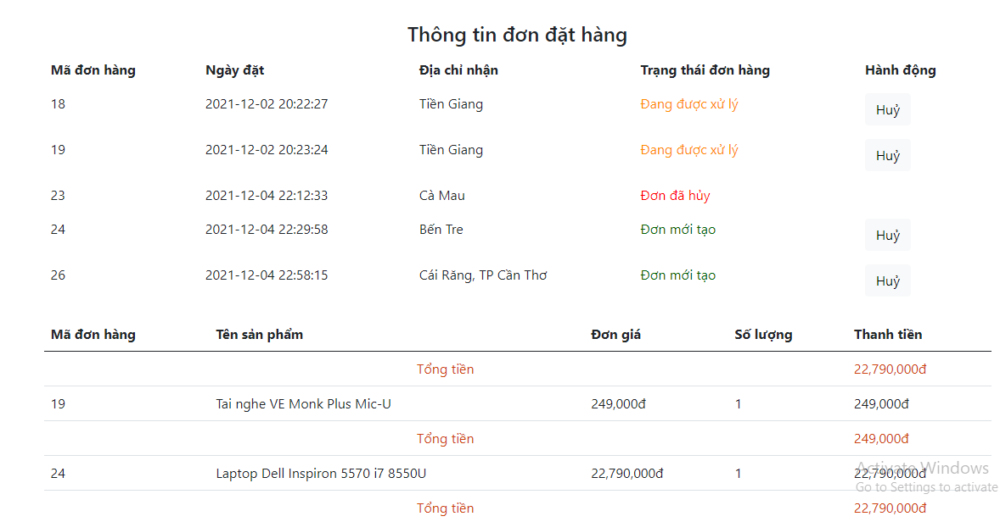 Thông tin đơn đặt hàng
Mã đơn hàng Ngày đặt Địa chỉ nhận Trạng thái đơn hàng Hành động
18 2021-12-02 20:22:27 Tiền Giang Đang được xử lý Huỷ
19 2021-12-02 20:23:24 Tiền Giang Đang được xử lý Huỷ
23 2021-12-04 22:12:33 Cà Mau Đơn đã hủy
24 2021-12-04 22:29:58 Bến Tre Đơn mới tạo Huỷ
26 2021-12-04 22:58:15 Cái Răng, TP Cần Thơ Đơn mới tạo Huỷ
Mã đơn hàng Tên sản phẩm Đơn giá Số lượng Thanh tiền
Tổng tiền 22,790,000đ
19 Tai nghe VE Monk Plus Mic-U 249,000đ 1 249,000đ
Tổng tiền 249,000đ
Activate Windows
24 Laptop Dell Inspiron 5570 i7 8550U 22,790,000đ 1 22,790,000đ
Go to Settings to activate
Tổng tiền 22,790,000đ